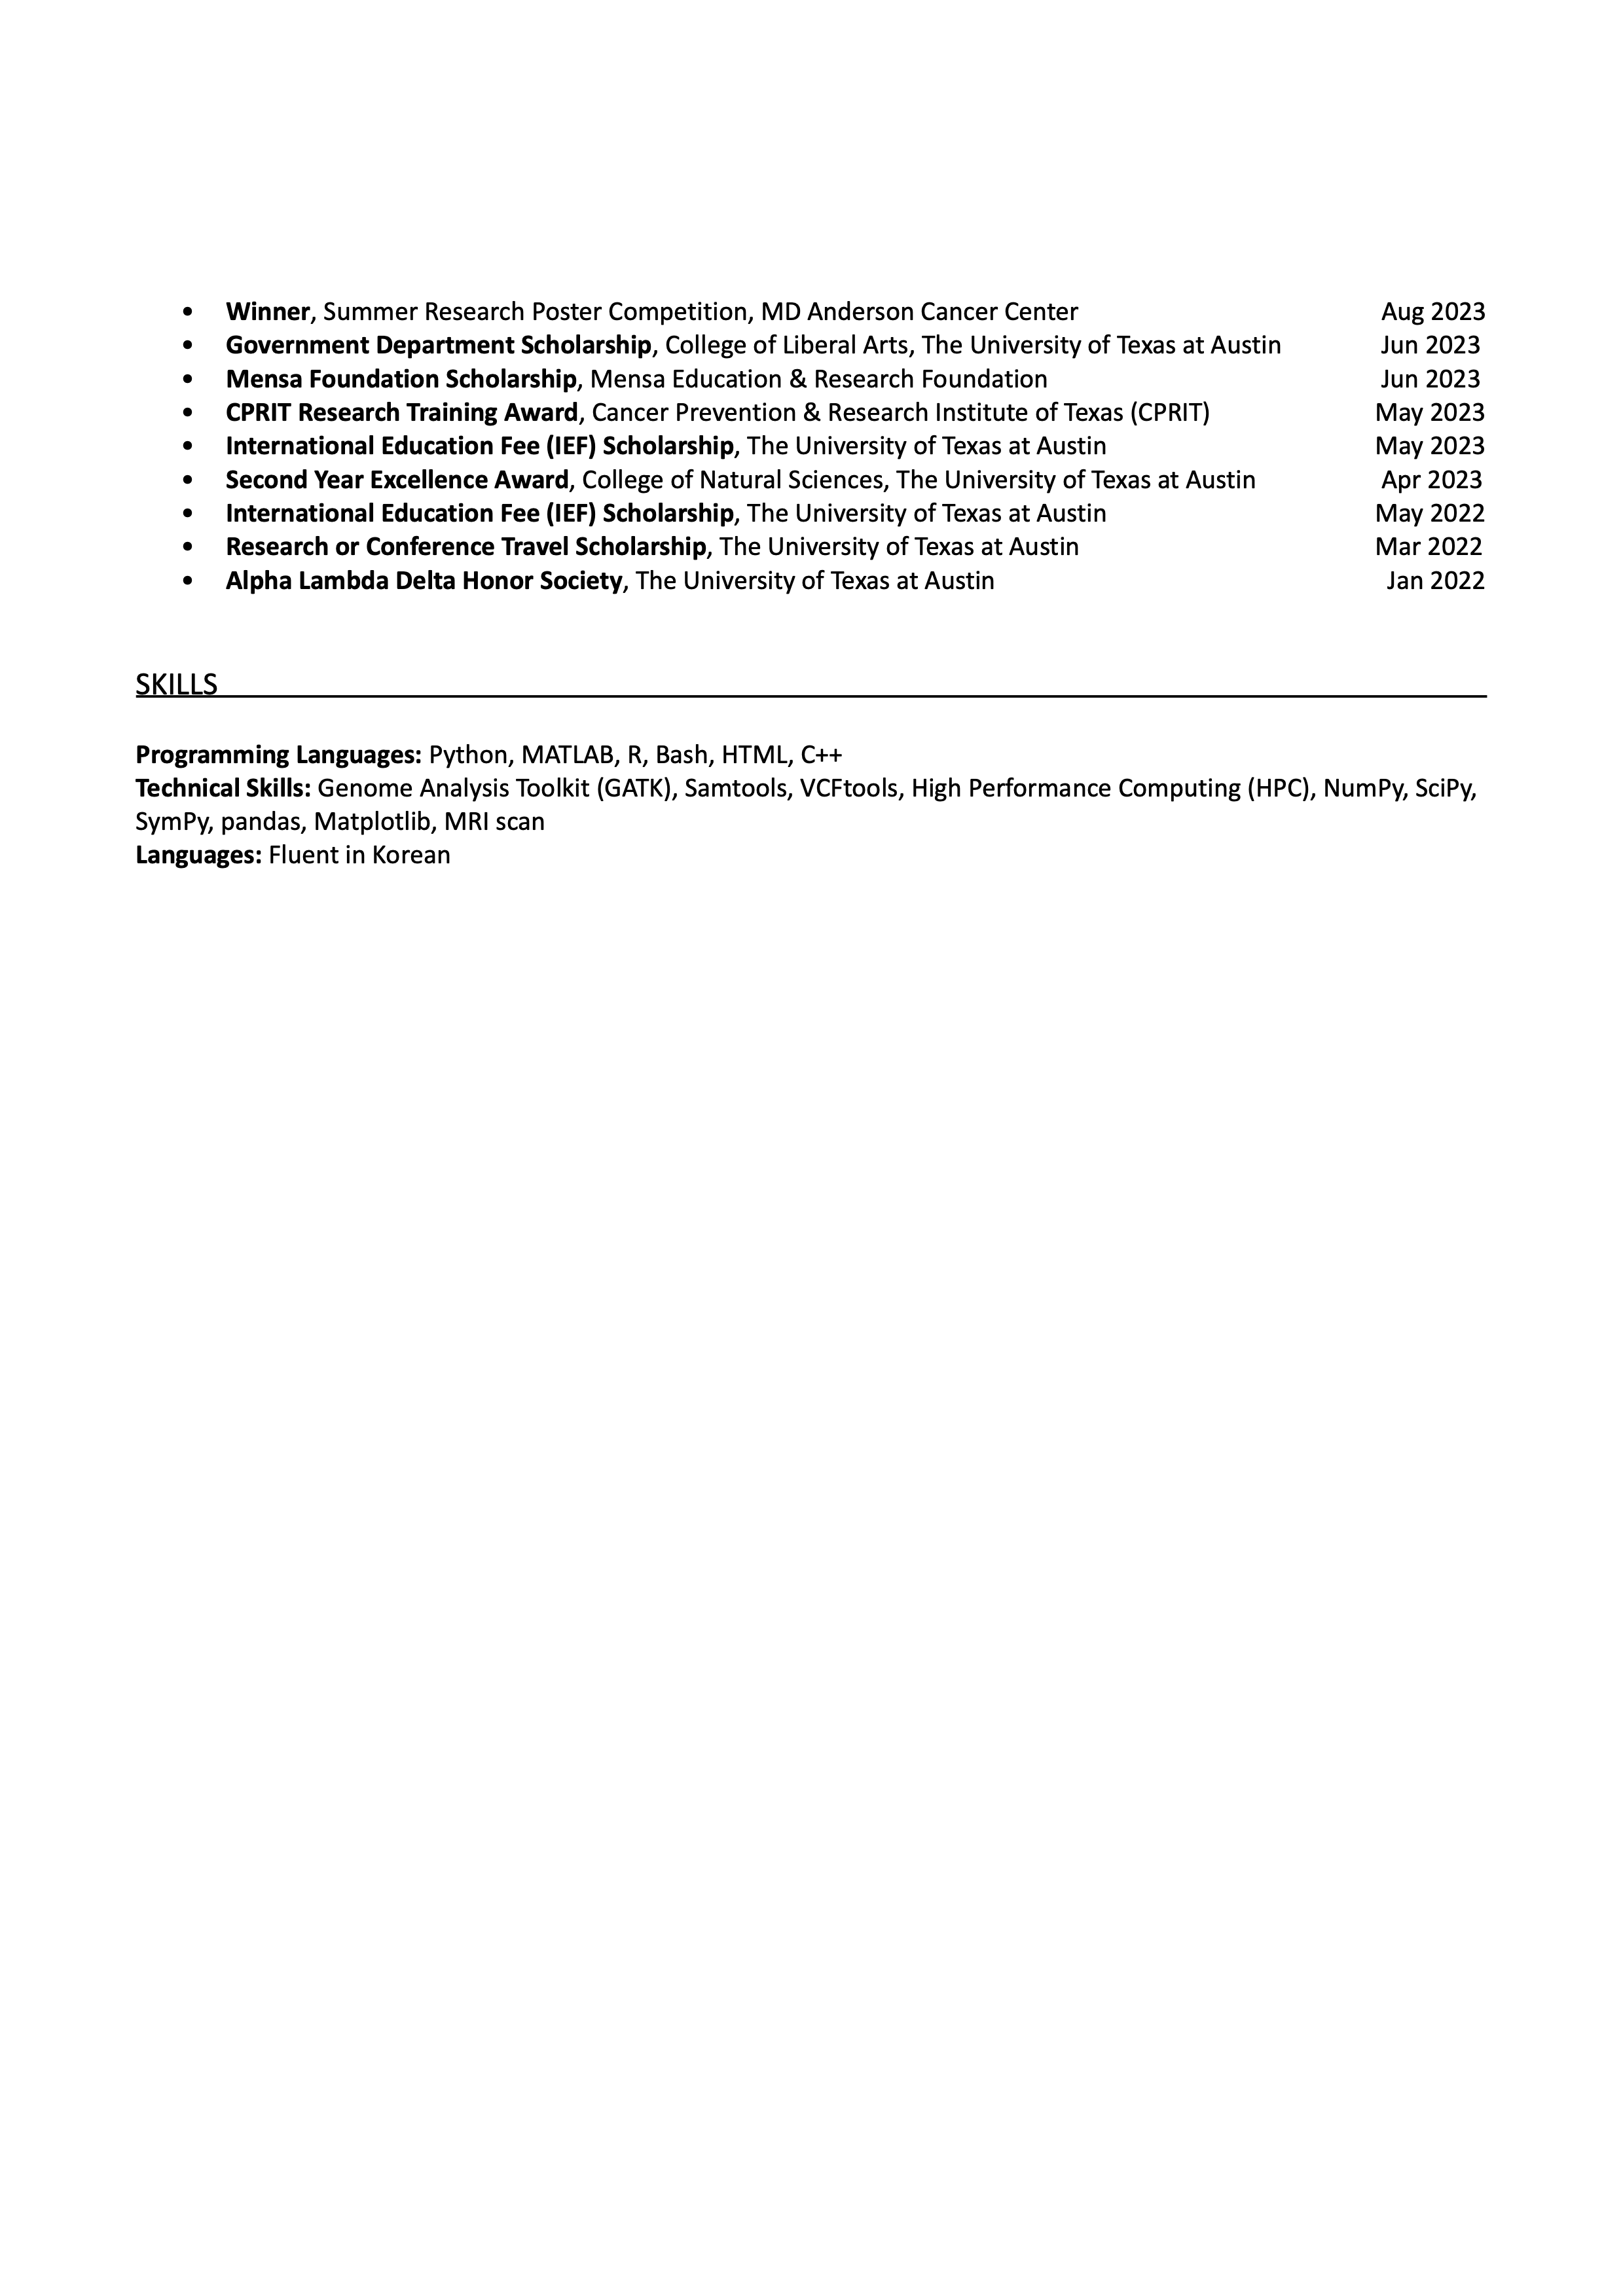 • Winner, Summer Research Poster Competition, MD Anderson Cancer Center Aug 2023
• Government Department Scholarship, College of Liberal Arts, The University of Texas at Austin Jun 2023
• Mensa Foundation Scholarship, Mensa Education & Research Foundation Jun 2023
• CPRIT Research Training Award, Cancer Prevention & Research Institute of Texas (CPRIT) May 2023
• International Education Fee (IEF) Scholarship, The University of Texas at Austin May 2023
• Second Year Excellence Award, College of Natural Sciences, The University of Texas at Austin Apr 2023
• International Education Fee (IEF) Scholarship, The University of Texas at Austin May 2022
• Research or Conference Travel Scholarship, The University of Texas at Austin Mar 2022
• Alpha Lambda Delta Honor Society, The University of Texas at Austin Jan 2022
SKILLS
Programming Languages: Python, MATLAB, R, Bash, HTML, C++
Technical Skills: Genome Analysis Toolkit (GATK), Samtools, VCFtools, High Performance Computing (HPC), NumPy, SciPy,
SymPy, pandas, Matplotlib, MRI scan
Languages: Fluent in Korean